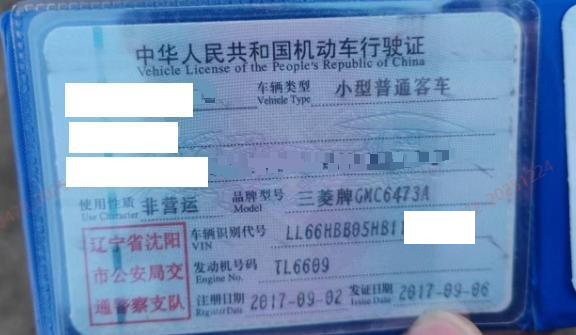 中华人民共和国机动车行驶证
Vehicle License of the People's Republic of China
车辆类型 小型普通客车
Vehicle Type
使用性质 非营运 品牌型号 三菱牌GMC6473A
Use Character Model
辽宁省沈阳
市公安局交
通警察支队
车辆识别代号 LL66HBB05HB11
VIN
发动机号码 TL6609
Engine No.
注册日期 2017-09-02 发证日期 2017-09-06
Register Date Issue Date